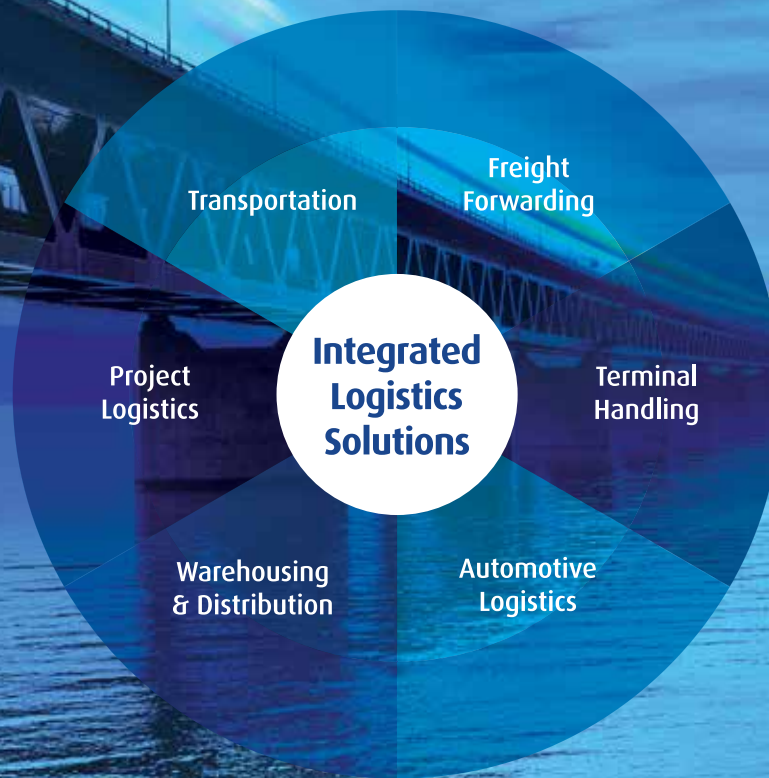 Transportation
Freight
Forwarding
Project
Logistics
Integrated
Logistics
Solutions
Terminal
Handling
Warehousing
& Distribution
Automotive
Logistics